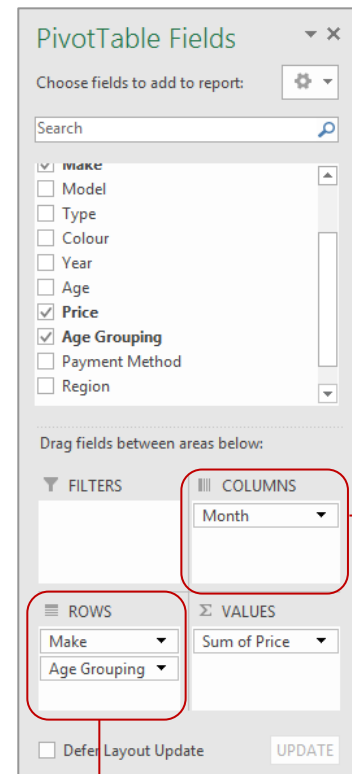 PivotTable Fields
Choose fields to add to report:
Search
Make
Model
Type
Colour
Year
Age
Price
Age Grouping
Payment Method
Region
Drag fields between areas below:
FILTERS
COLUMNS
Month
ROWS
Σ VALUES
Make
Sum of Price
Age Grouping
Defer Layout Update
UPDATE